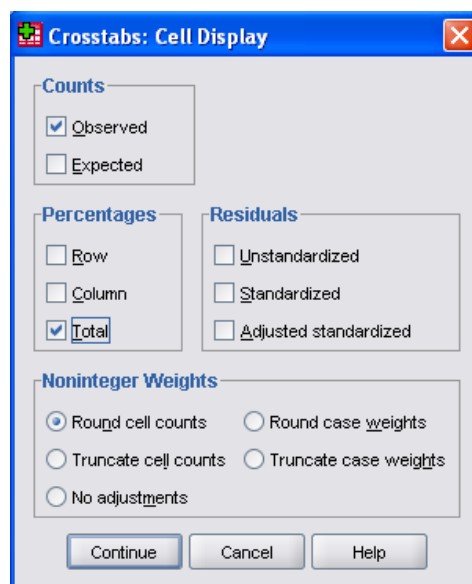 Crosstabs: Cell Display
Counts
Observed
Expected
Percentages
Row
Column
Total
Residuals
Unstandardized
Standardized
Adjusted standardized
Noninteger Weights
Round cell counts
Round case weights
Truncate cell counts
Truncate case weights
No adjustments
Continue
Cancel
Help